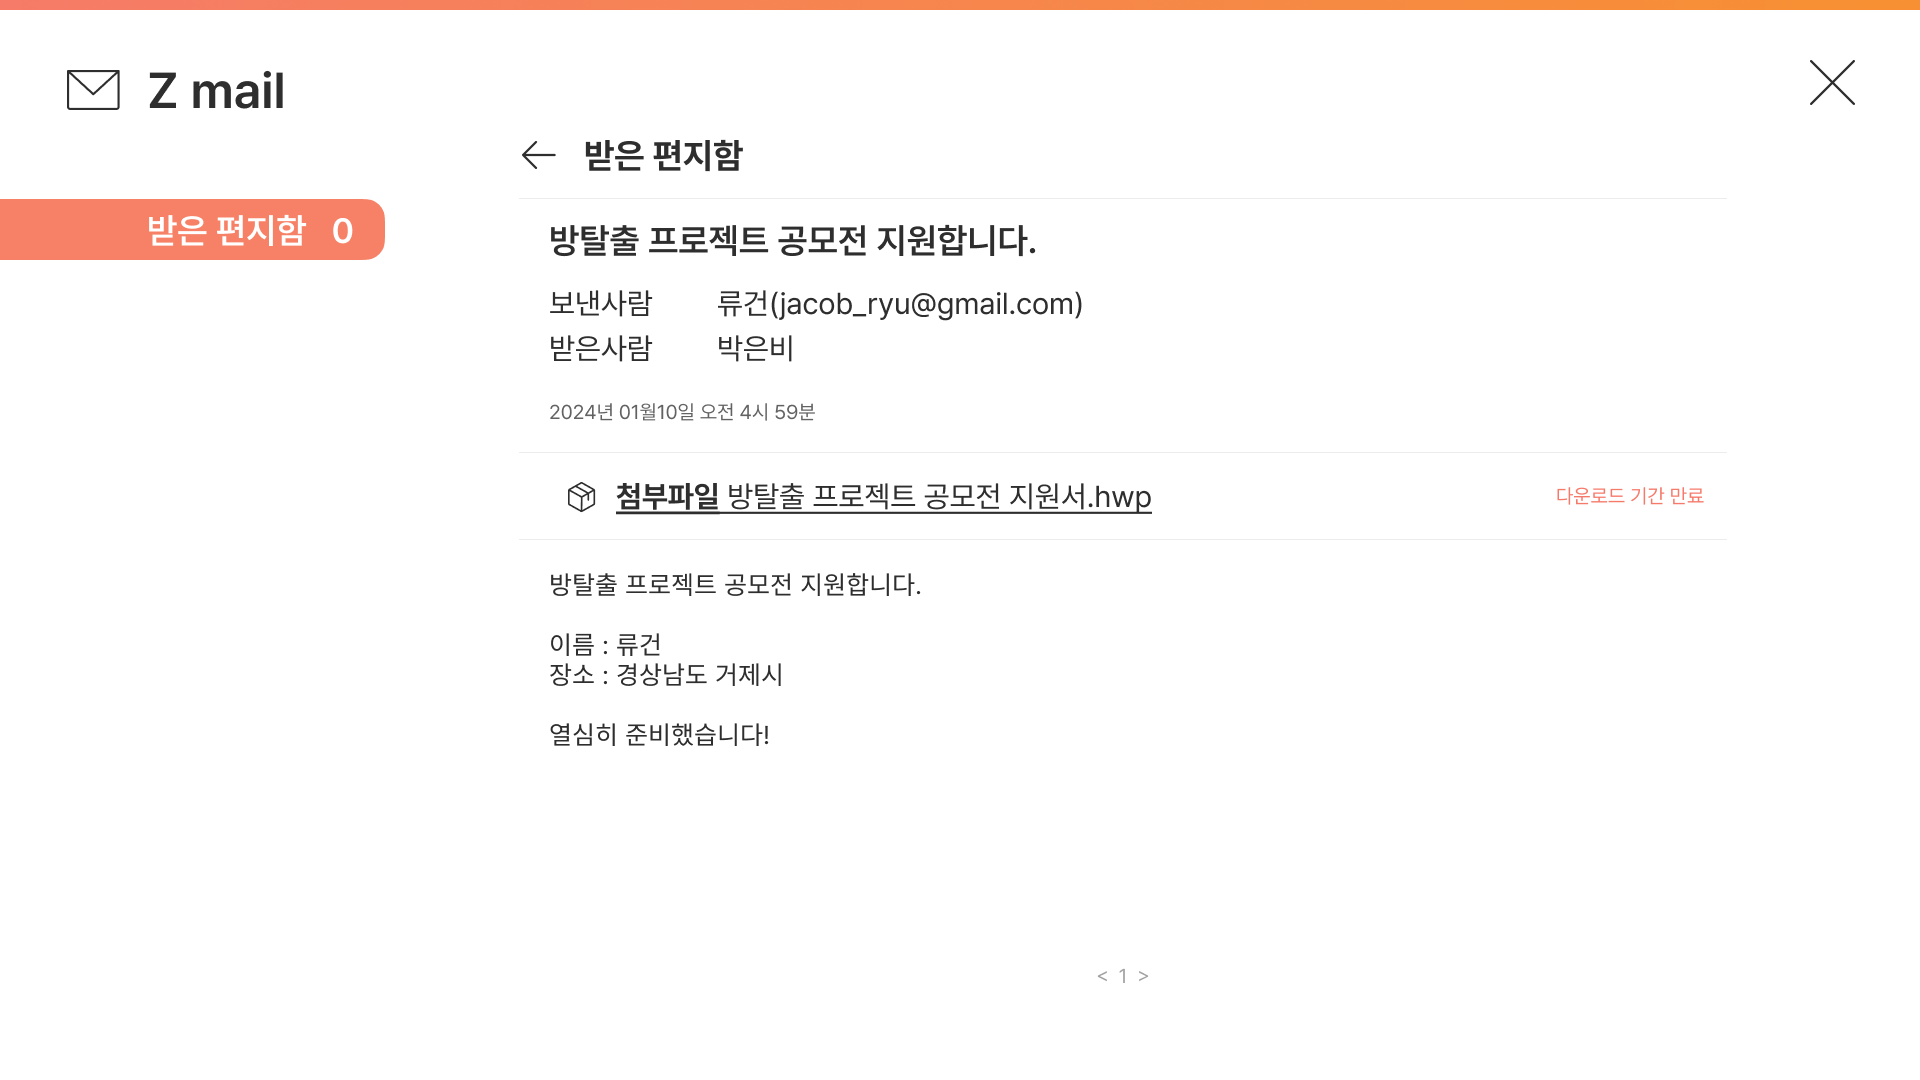 Z mail
받은 편지함
받은 편지함 0
방탈출 프로젝트 공모전 지원합니다.
보낸사람 류건(jacob_ryu@gmail.com)
받은사람 박은비
2024년 01월10일 오전 4시 59분
첨부파일 방탈출 프로젝트 공모전 지원서.hwp 다운로드 기간 만료
방탈출 프로젝트 공모전 지원합니다.
이름 : 류건
장소 : 경상남도 거제시
열심히 준비했습니다!
< 1 >